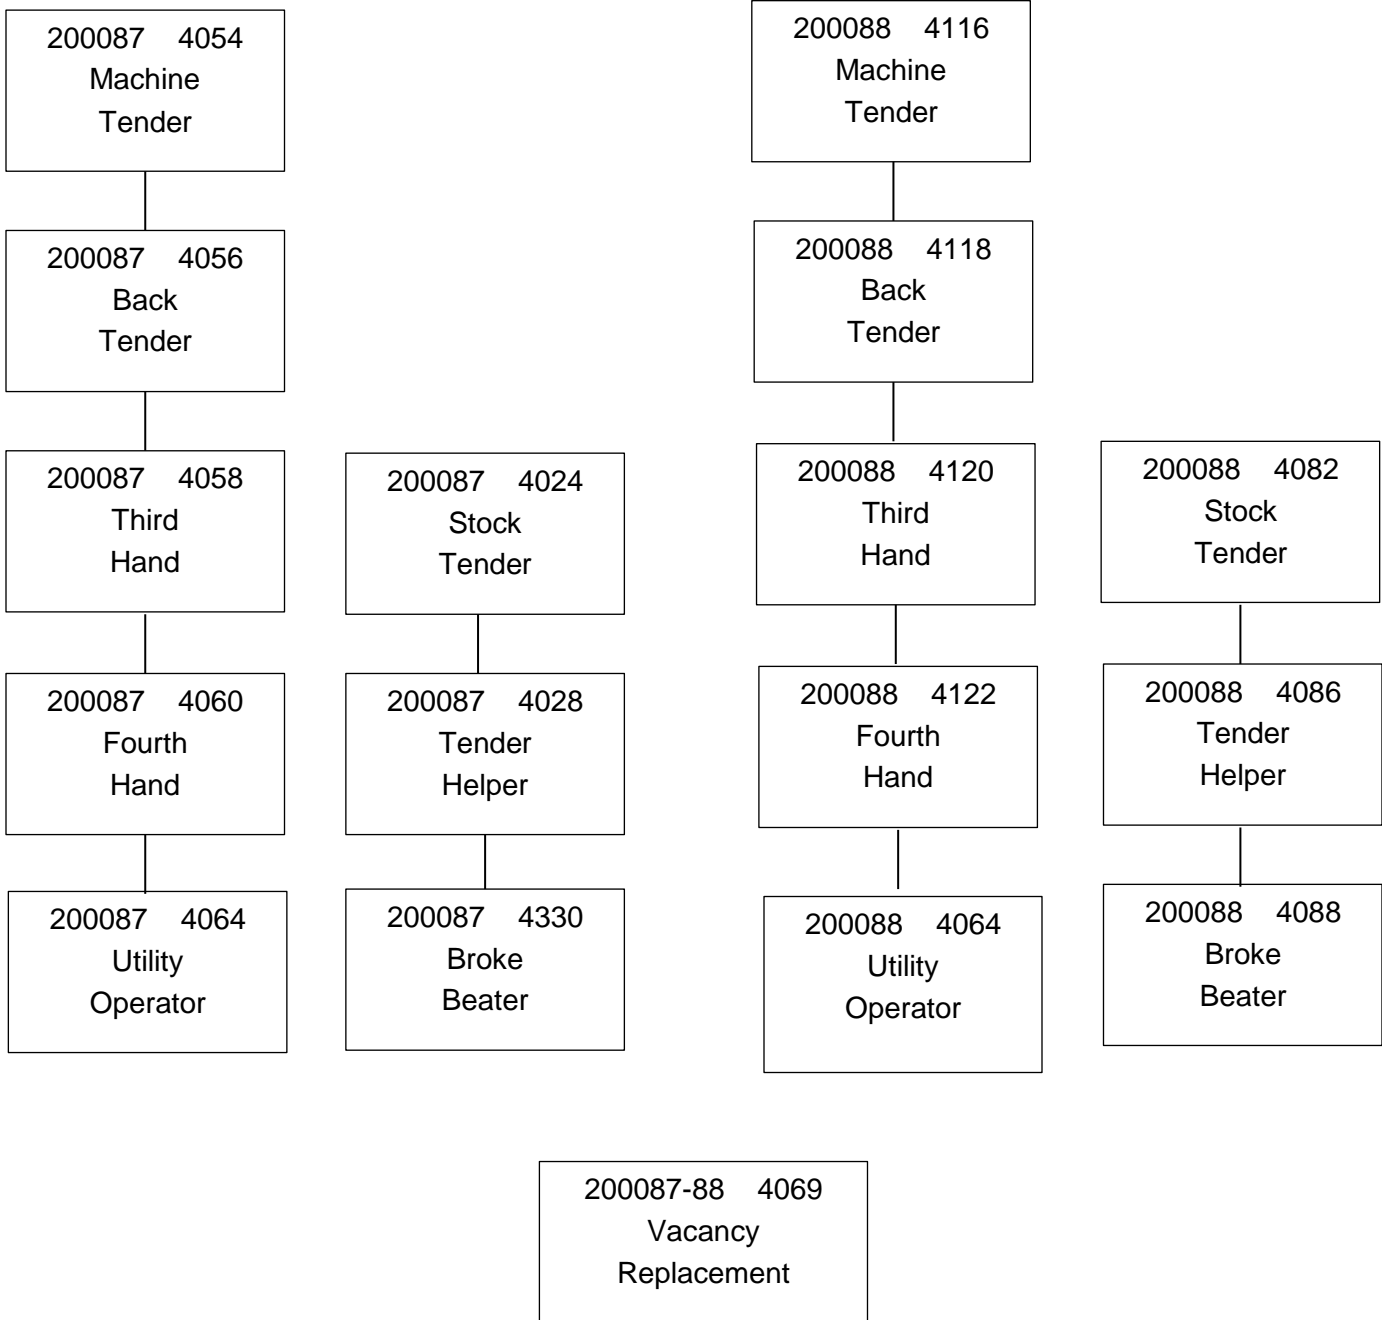 200087 4054
Machine
Tender
200087 4056
Back
Tender
200087 4058
Third
Hand
200087 4060
Fourth
Hand
200087 4064
Utility
Operator
200087 4024
Stock
Tender
200087 4028
Tender
Helper
200087 4330
Broke
Beater
200088 4116
Machine
Tender
200088 4118
Back
Tender
200088 4120
Third
Hand
200088 4122
Fourth
Hand
200088 4064
Utility
Operator
200088 4082
Stock
Tender
200088 4086
Tender
Helper
200088 4088
Broke
Beater
200087-88 4069
Vacancy
Replacement